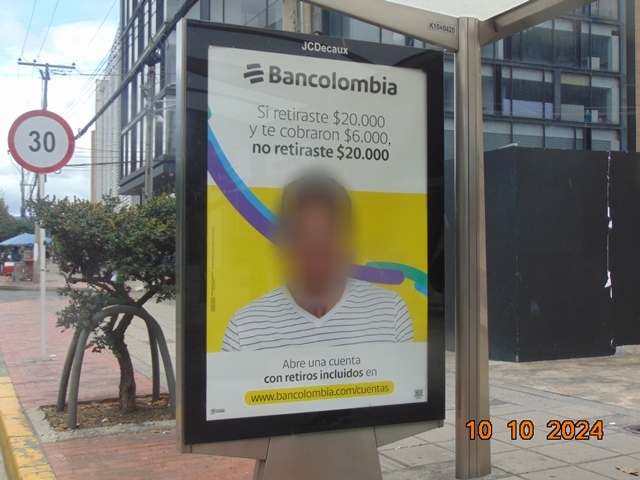 K15+0420
JCDecaux
Bancolombia
Si retiraste $20.000
y te cobraron $6.000,
no retiraste $20.000
30
Abre una cuenta
con retiros incluidos en
www.bancolombia.com/cuentas
10 10 2024